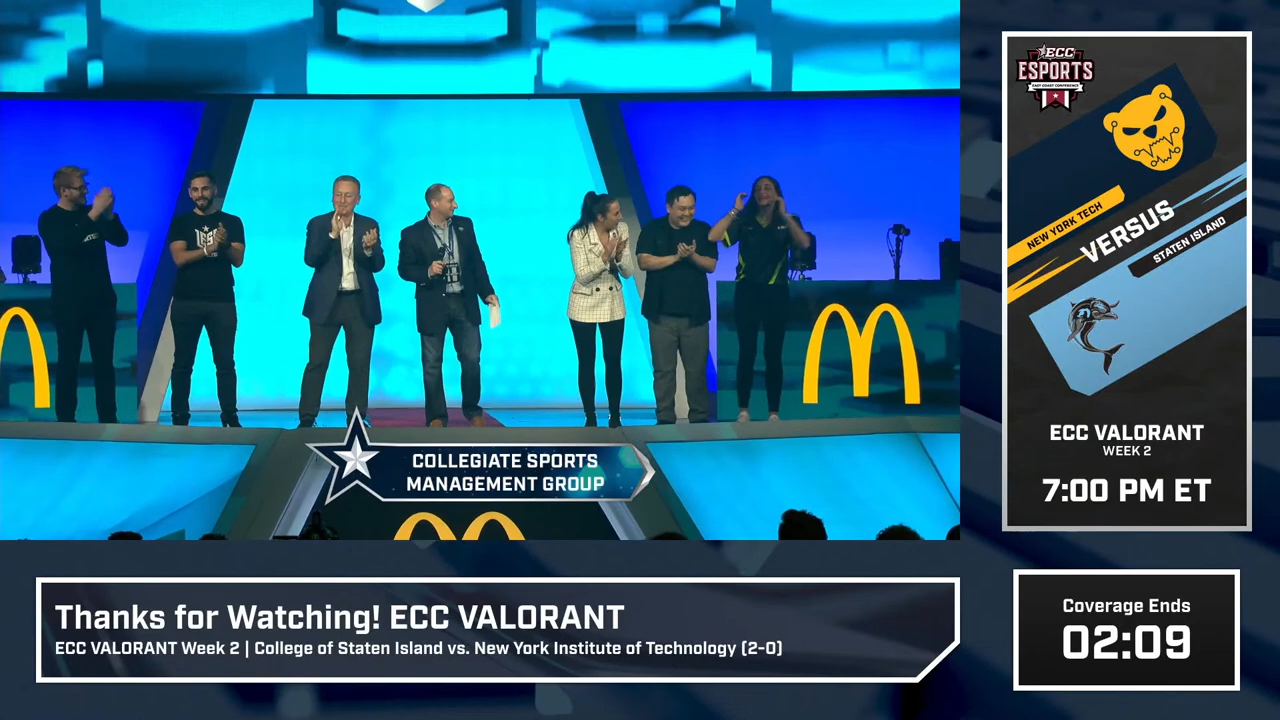 COLLEGIATE SPORTS
MANAGEMENT GROUP
ECC
ESPORTS
EAST COAST CONFERENCE
NEW YORK TECH
VERSUS
STATEN ISLAND
ECC VALORANT
WEEK 2
7:00 PM ET
Thanks for Watching! ECC VALORANT
ECC VALORANT Week 2 | College of Staten Island vs. New York Institute of Technology (2-0)
Coverage Ends
02:09